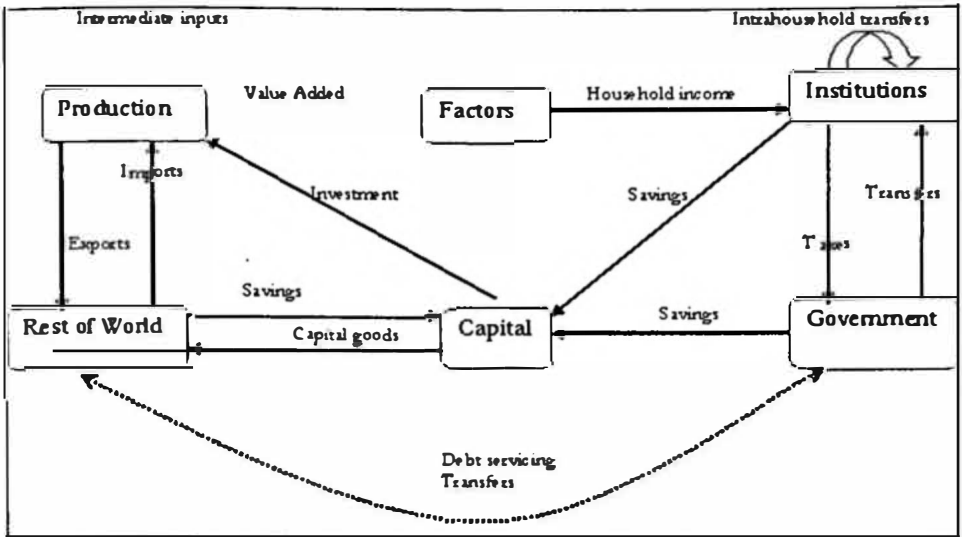 Intermediate inputs
Intrahousehold transfers
Production
Value Added
Factors
Household income
Institutions
Imports
Investment
Savings
Transfers
Exports
Taxes
Savings
Rest of World
Capital goods
Capital
Savings
Government
Debt servicing
Transfers